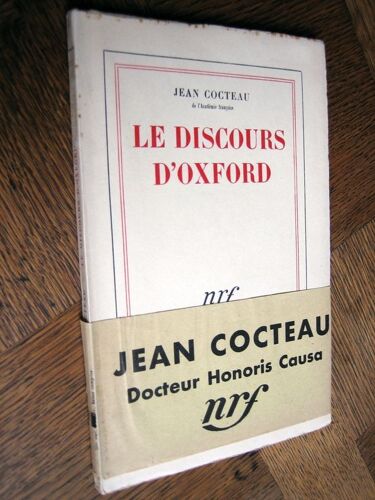 JEAN COCTEAU
de l'Académie française
LE DISCOURS
D'OXFORD
nrf
JEAN COCTEAU
Docteur Honoris Causa
nrf